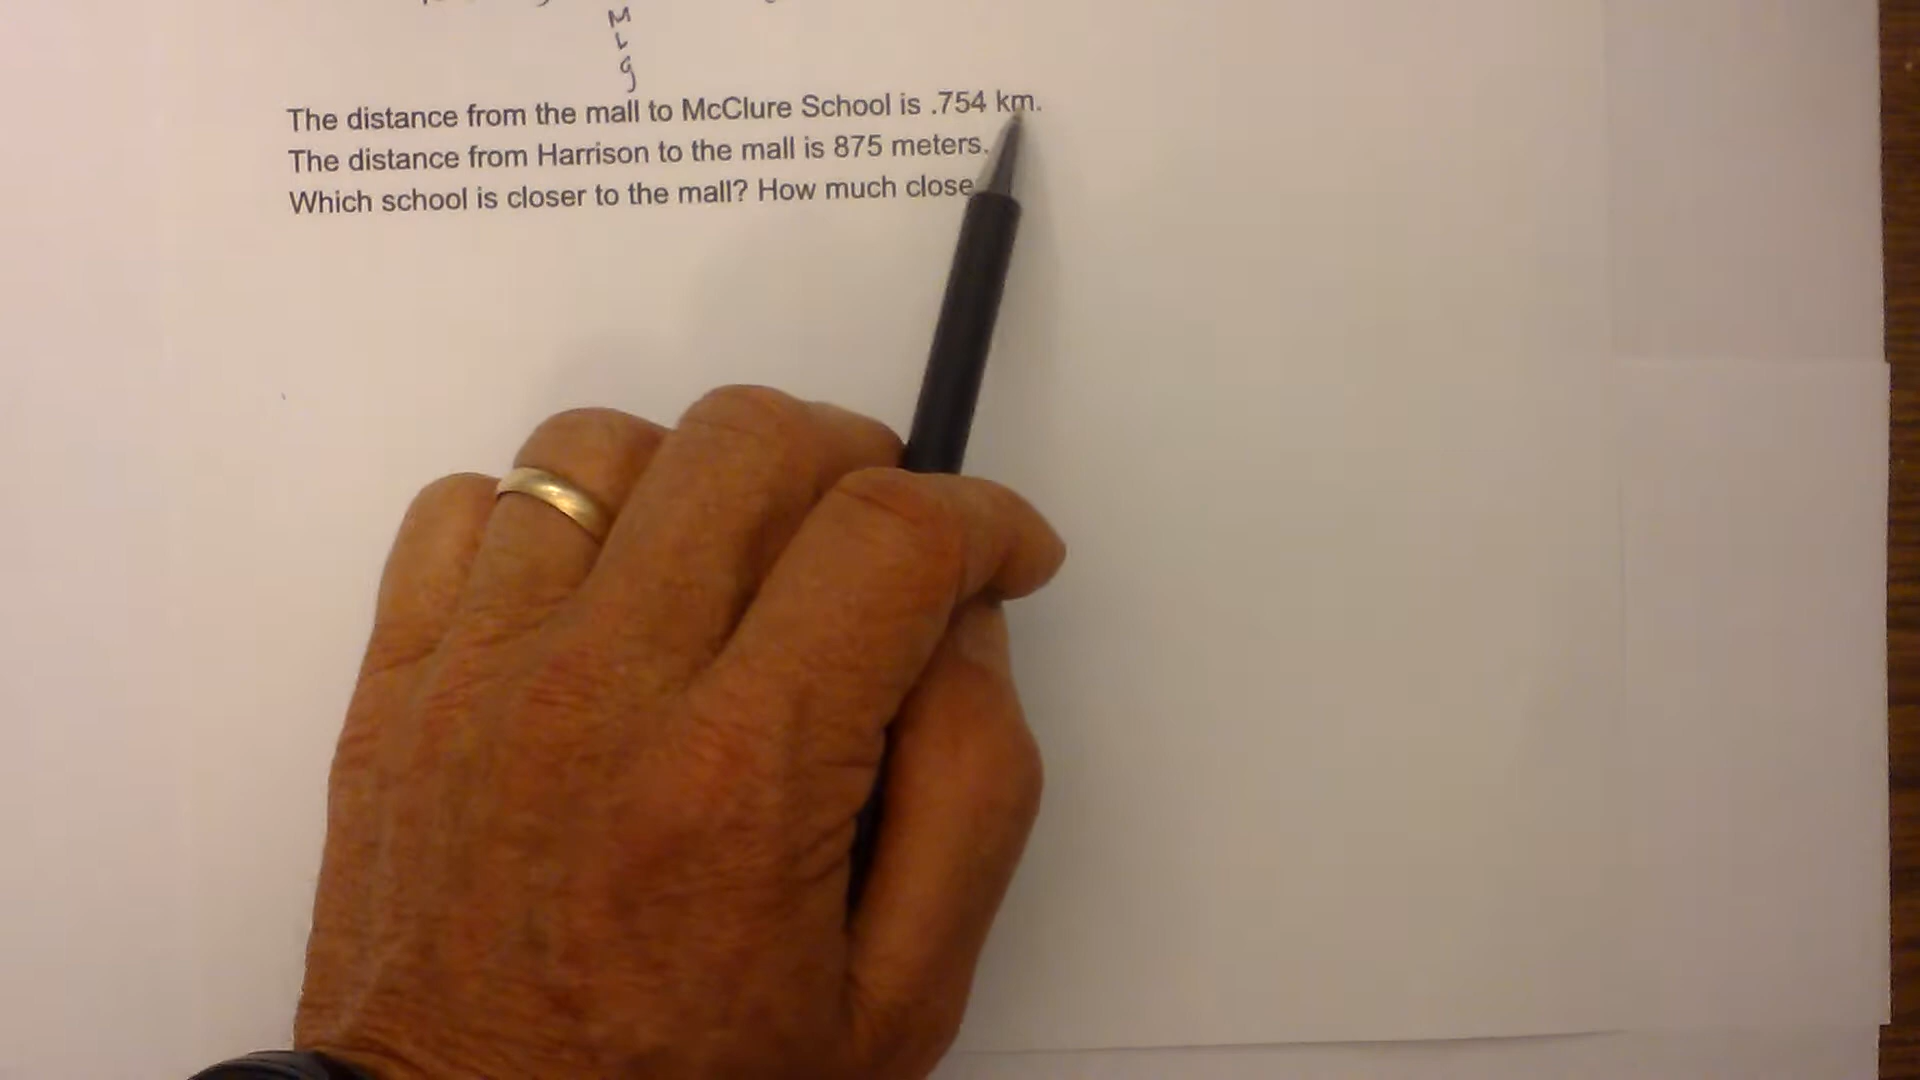 M
L
g
The distance from the mall to McClure School is .754 km.
The distance from Harrison to the mall is 875 meters.
Which school is closer to the mall? How much close